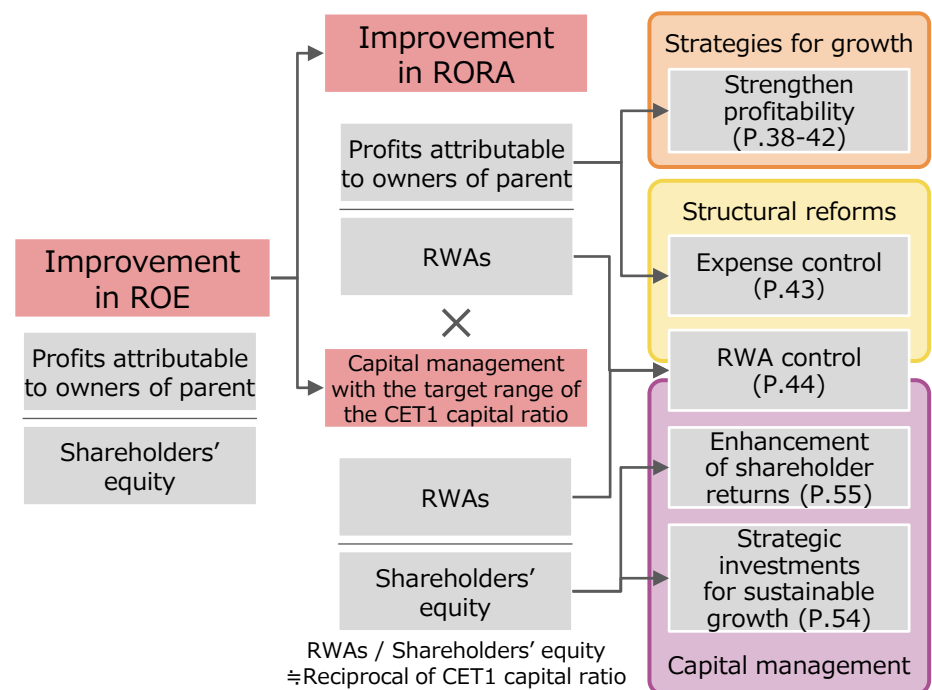 Improvement
in ROE
Profits attributable
to owners of parent
Shareholders’
equity
Improvement
in RORA
Profits attributable
to owners of parent
RWAs
×
Capital management
with the target range of
the CET1 capital ratio
RWAs
Shareholders’
equity
RWAs / Shareholders’ equity
≒Reciprocal of CET1 capital ratio
Strategies for growth
Strengthen
profitability
(P.38-42)
Structural reforms
Expense control
(P.43)
RWA control
(P.44)
Enhancement
of shareholder
returns (P.55)
Strategic
investments
for sustainable
growth (P.54)
Capital management